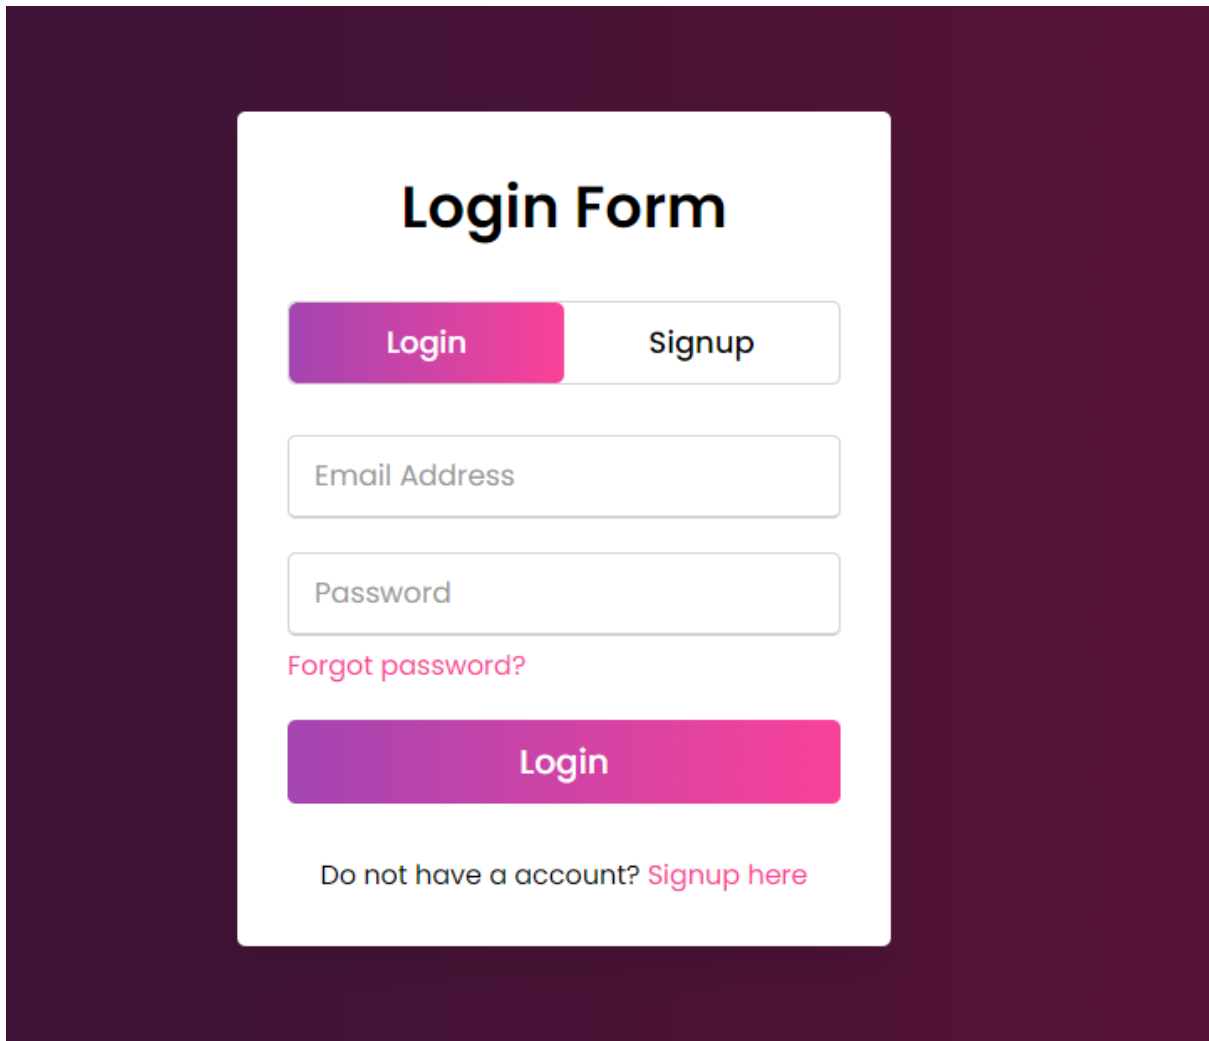 Login Form
Login Signup
Email Address
Password
Forgot password?
Login
Do not have a account? Signup here